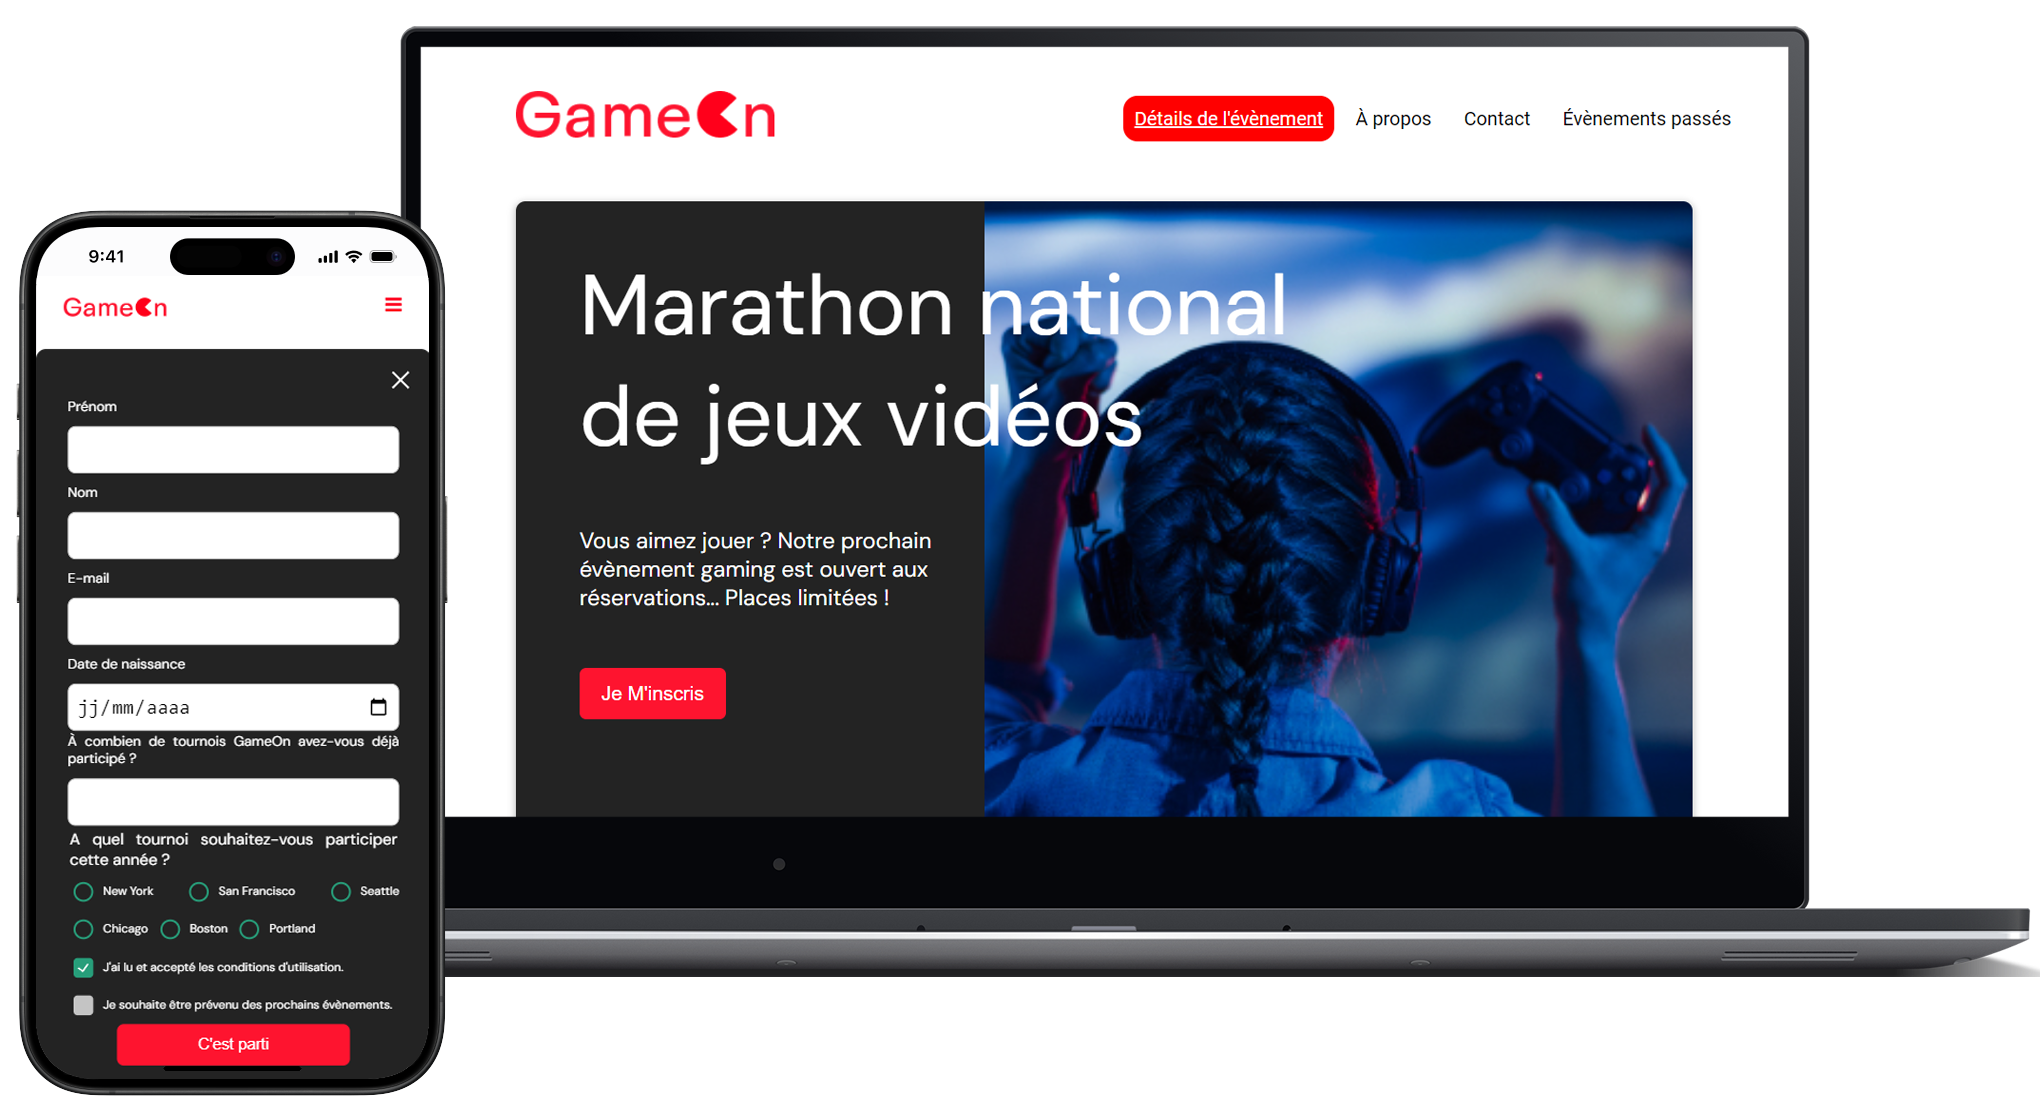 GameOn
Détails de l'évènement
À propos
Contact
Évènements passés
Marathon national
de jeux vidéos
Vous aimez jouer ? Notre prochain
évènement gaming est ouvert aux
réservations... Places limitées !
Je M'inscris
9:41
GameOn
Prénom
Nom
E-mail
Date de naissance
jj/mm/aaaa
À combien de tournois GameOn avez-vous déjà
participé ?
A quel tournoi souhaitez-vous participer
cette année ?
New York
San Francisco
Seattle
Chicago
Boston
Portland
J'ai lu et accepté les conditions d'utilisation.
Je souhaite être prévenu des prochains évènements.
C'est parti